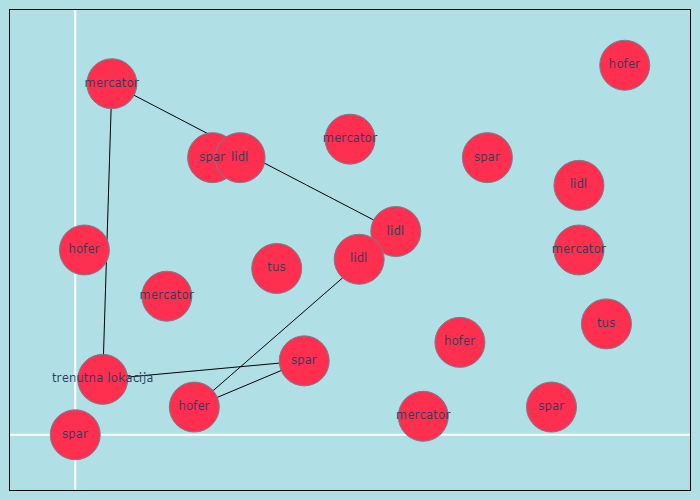 hofer
mercator
mercator
spar
lidl
spar
lidl
lidl
hofer
mercator
lidl
tus
mercator
tus
hofer
spar
trenutna lokacija
hofer
mercator
spar
spar